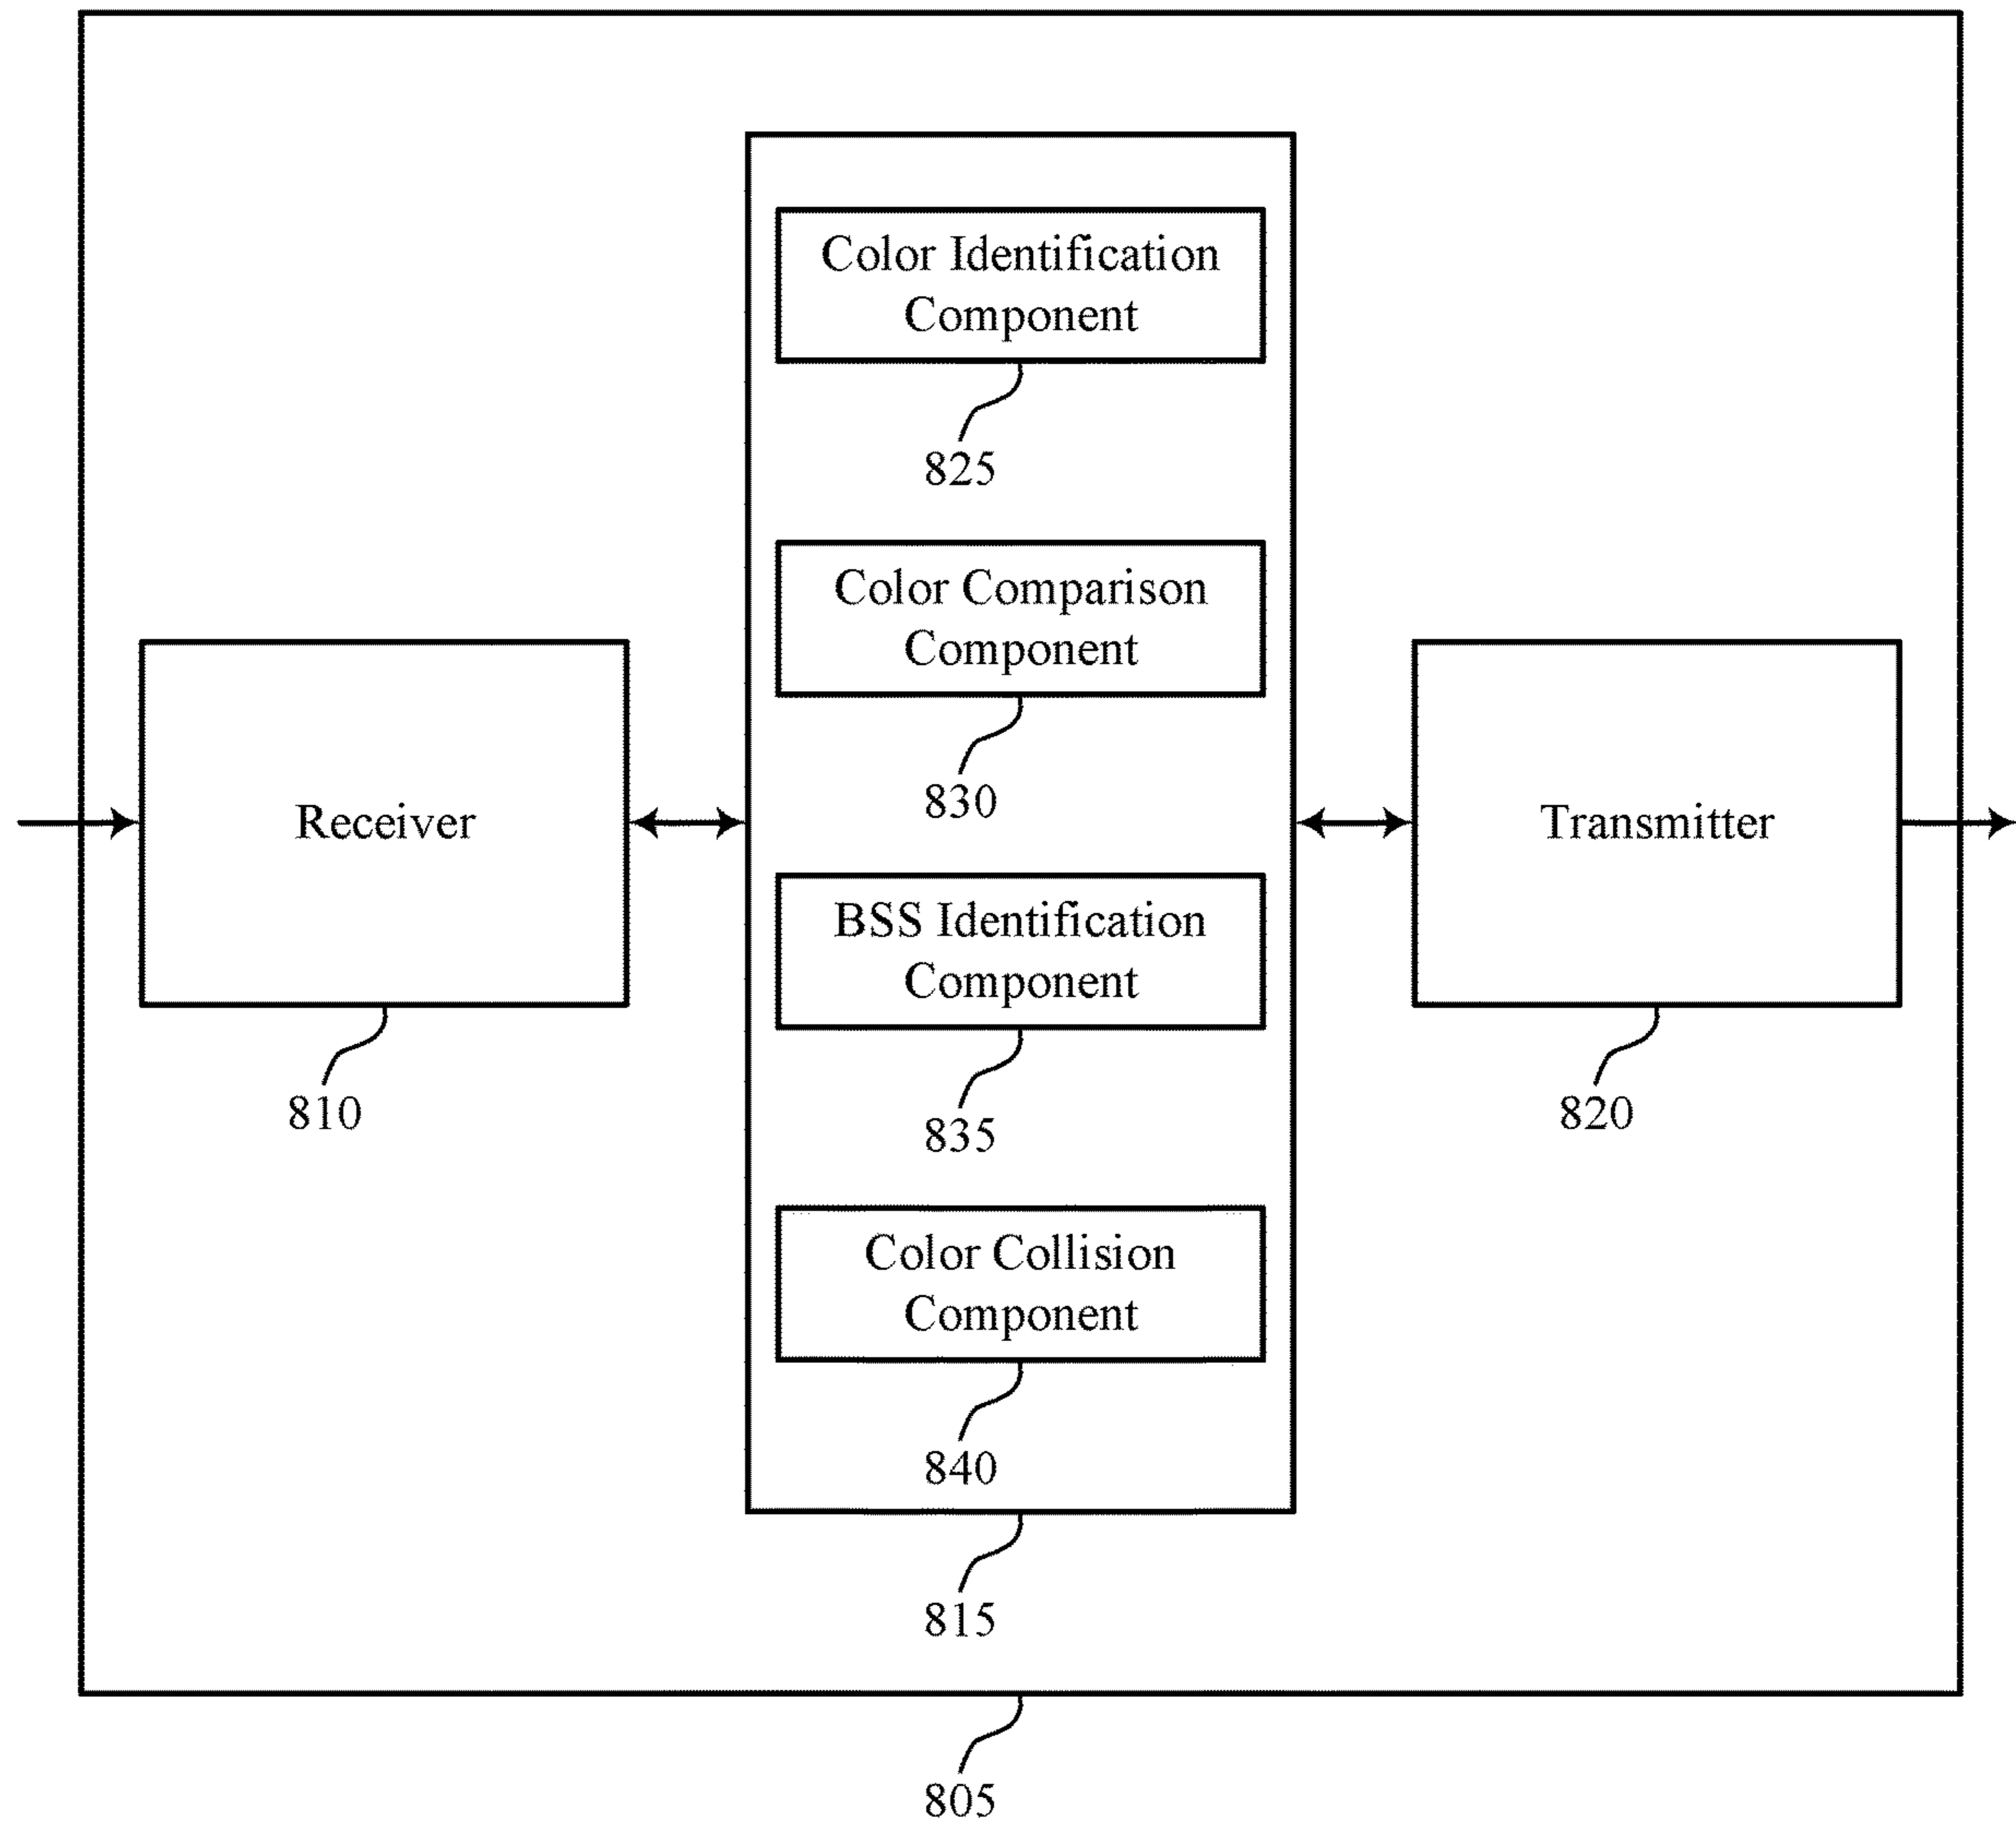 Color Identification
Component
825
Color Comparison
Component
830
Receiver
810
BSS Identification
Component
835
Transmitter
820
Color Collision
Component
840
815
805